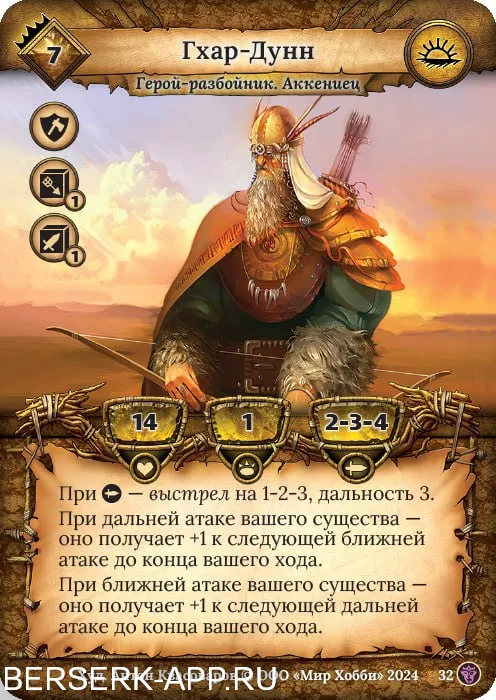 7
Гхар-Дунн
Герой-разбойник. Аккениец
1
1
14
1
2-3-4
При — выстрел на 1-2-3, дальность 3.
При дальней атаке вашего существа —
оно получает +1 к следующей ближней
атаке до конца вашего хода.
При ближней атаке вашего существа —
оно получает +1 к следующей дальней
атаке до конца вашего хода.
Худ. Антон Кваsоваров © ООО «Мир Хобби» 2024 32
BERSERK-APP.RU